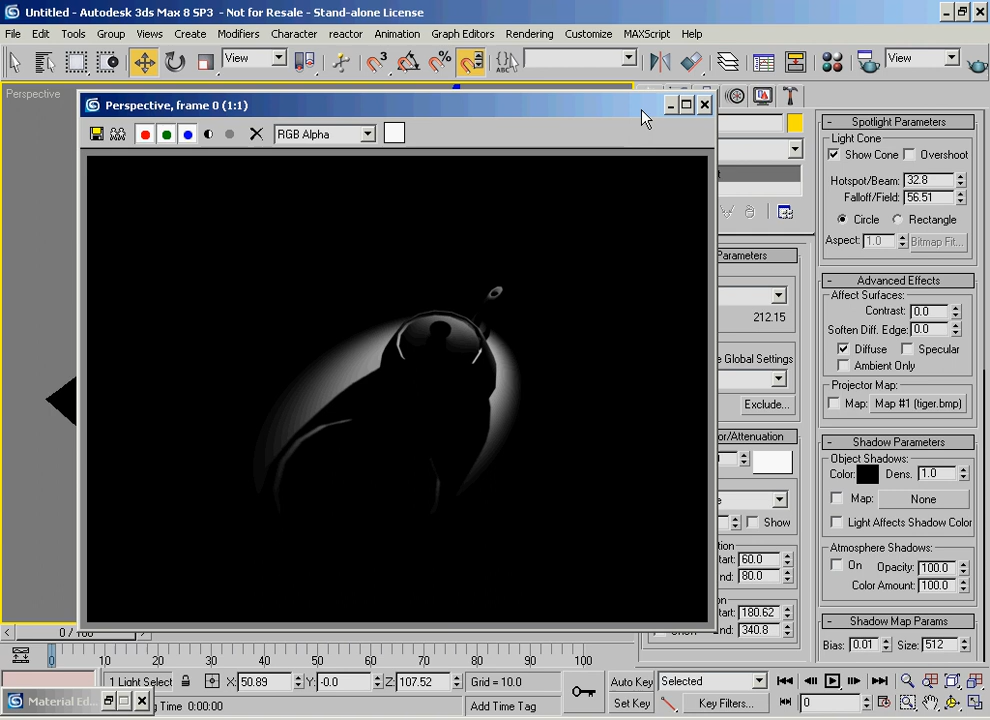 Untitled - Autodesk 3ds Max 8 SP3 - Not for Resale - Stand-alone License
File Edit Tools Group Views Create Modifiers Character reactor Animation Graph Editors Rendering Customize MAXScript Help
View
View
Perspective
Perspective, frame 0 (1:1)
RGB Alpha
Spotlight Parameters
Light Cone
Show Cone Overshoot
Hotspot/Beam: 32.8
Falloff/Field: 56.51
Circle Rectangle
Aspect: 1.0 Bitmap Fit...
Parameters
212.15
e Global Settings
Exclude...
or/Attenuation
Show
tion
tart: 60.0
nd: 80.0
on
tart: 180.62
nd: 340.8
Advanced Effects
Affect Surfaces:
Contrast: 0.0
Soften Diff. Edge: 0.0
Diffuse Specular
Ambient Only
Projector Map:
Map: Map #1 (tiger.bmp)
Shadow Parameters
Object Shadows:
Color: Dens. 1.0
Map: None
Light Affects Shadow Color
Atmosphere Shadows:
On Opacity: 100.0
Color Amount: 100.0
Shadow Map Params
Bias: 0.01 Size: 512
0 / 100
0 10 20 30 40 50 60 70 80 90 100
1 Light Select X: 50.89 Y: -0.0 Z: 107.52 Grid = 10.0 Auto Key Selected
Material Ed... g Time 0:00:00 Add Time Tag Set Key Key Filters... 0